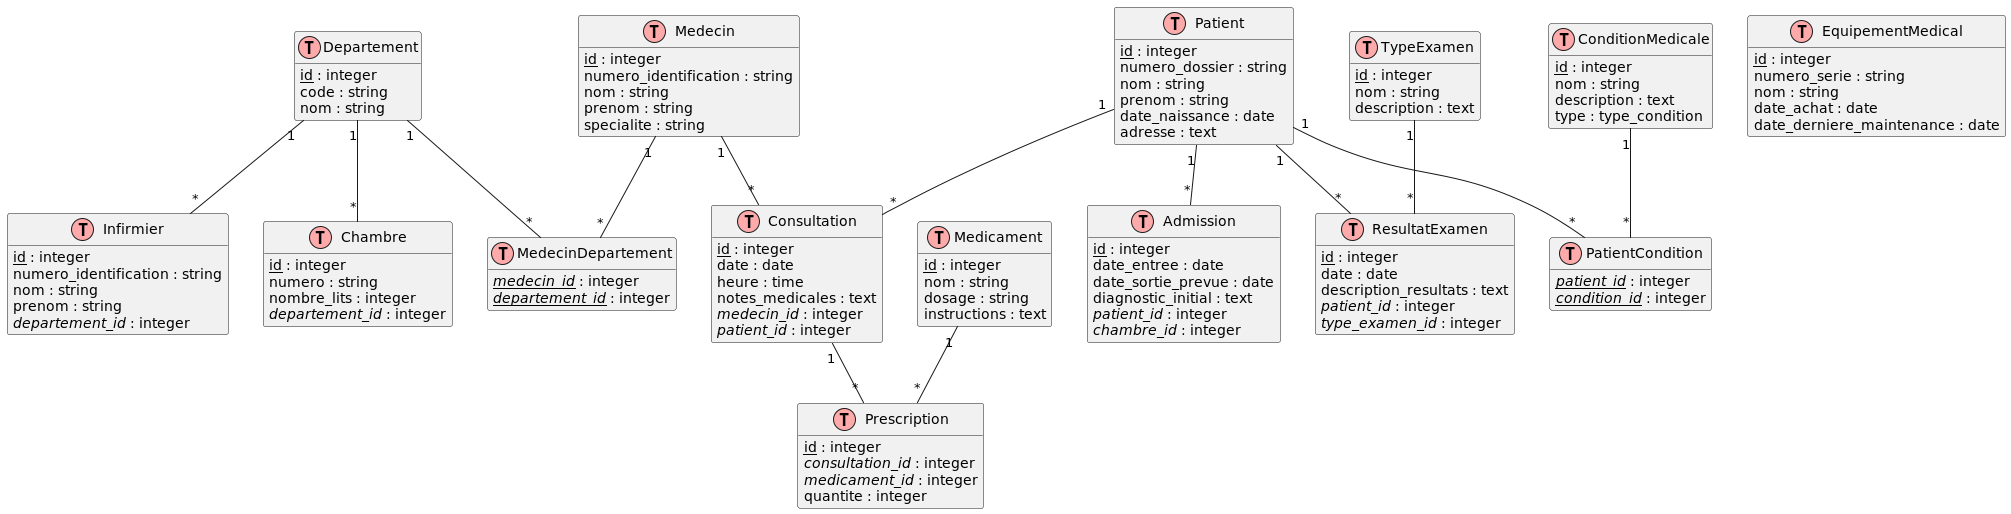 T Departement
id : integer
code : string
nom : string
T Medecin
id : integer
numero_identification : string
nom : string
prenom : string
specialite : string
T Patient
id : integer
numero_dossier : string
nom : string
prenom : string
date_naissance : date
adresse : text
T TypeExamen
id : integer
nom : string
description : text
T ConditionMedicale
id : integer
nom : string
description : text
type : type_condition
T EquipementMedical
id : integer
numero_serie : string
nom : string
date_achat : date
date_derniere_maintenance : date
1
1
1
1
1
1
1
1
1
1
1
*
*
*
*
*
*
*
*
*
*
*
T Infirmier
id : integer
numero_identification : string
nom : string
prenom : string
departement_id : integer
T Chambre
id : integer
numero : string
nombre_lits : integer
departement_id : integer
T MedecinDepartement
medecin_id : integer
departement_id : integer
T Consultation
id : integer
date : date
heure : time
notes_medicales : text
medecin_id : integer
patient_id : integer
T Medicament
id : integer
nom : string
dosage : string
instructions : text
T Admission
id : integer
date_entree : date
date_sortie_prevue : date
diagnostic_initial : text
patient_id : integer
chambre_id : integer
T ResultatExamen
id : integer
date : date
description_resultats : text
patient_id : integer
type_examen_id : integer
T PatientCondition
patient_id : integer
condition_id : integer
1
1
*
*
T Prescription
id : integer
consultation_id : integer
medicament_id : integer
quantite : integer